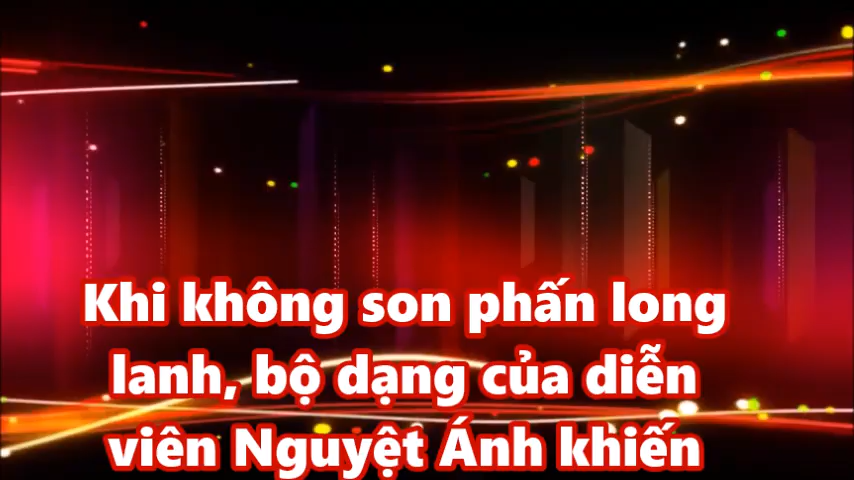 Khi không son phấn long
lanh, bộ dạng của diễn
viên Nguyệt Ánh khiến